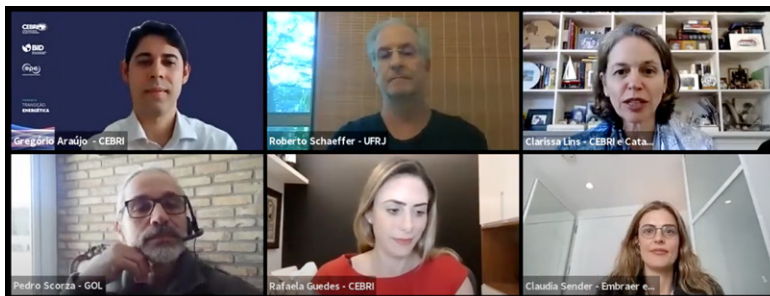 CEBRI
BID
epe
TRANSIÇÃO
ENERGÉTICA
Gregório Araújo - CEBRI
Roberto Schaeffer - UFRJ
Clarissa Lins - CEBRI e Cata...
Pedro Scorza - GOL
Rafaela Guedes - CEBRI
Claudia Sender - Embraer e...